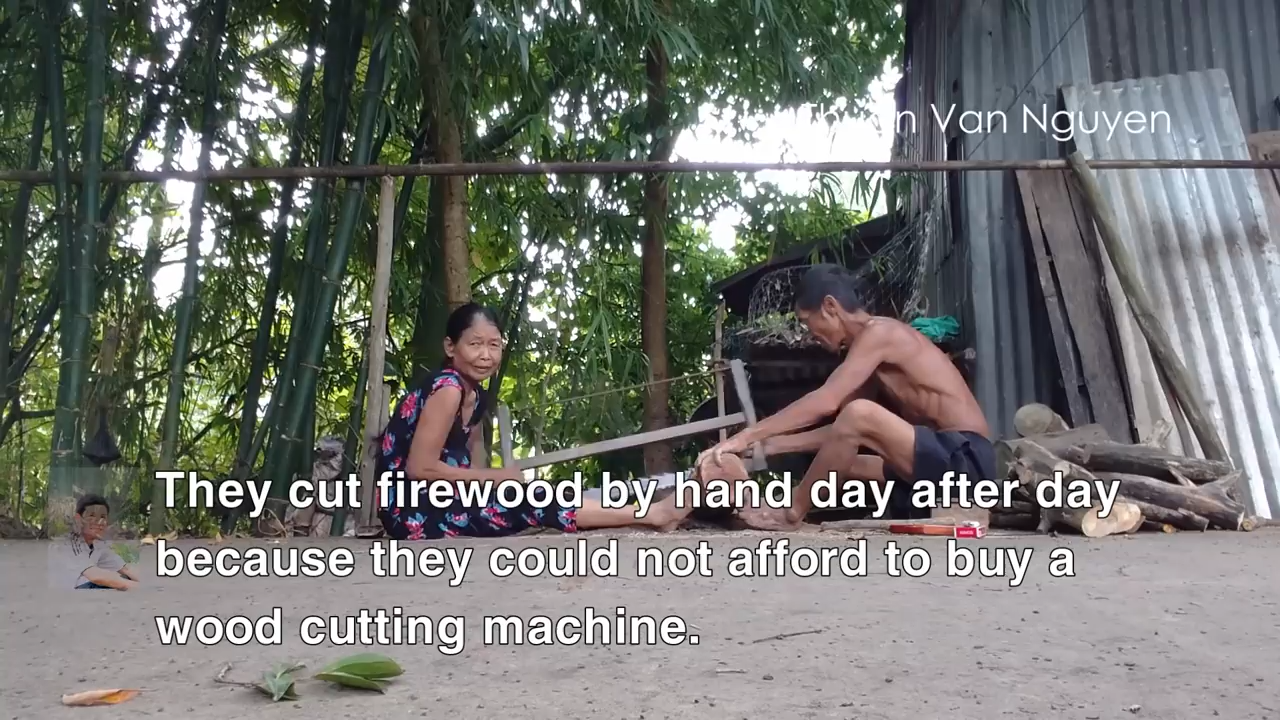 Van Nguyen
They cut firewood by hand day after day
because they could not afford to buy a
wood cutting machine.